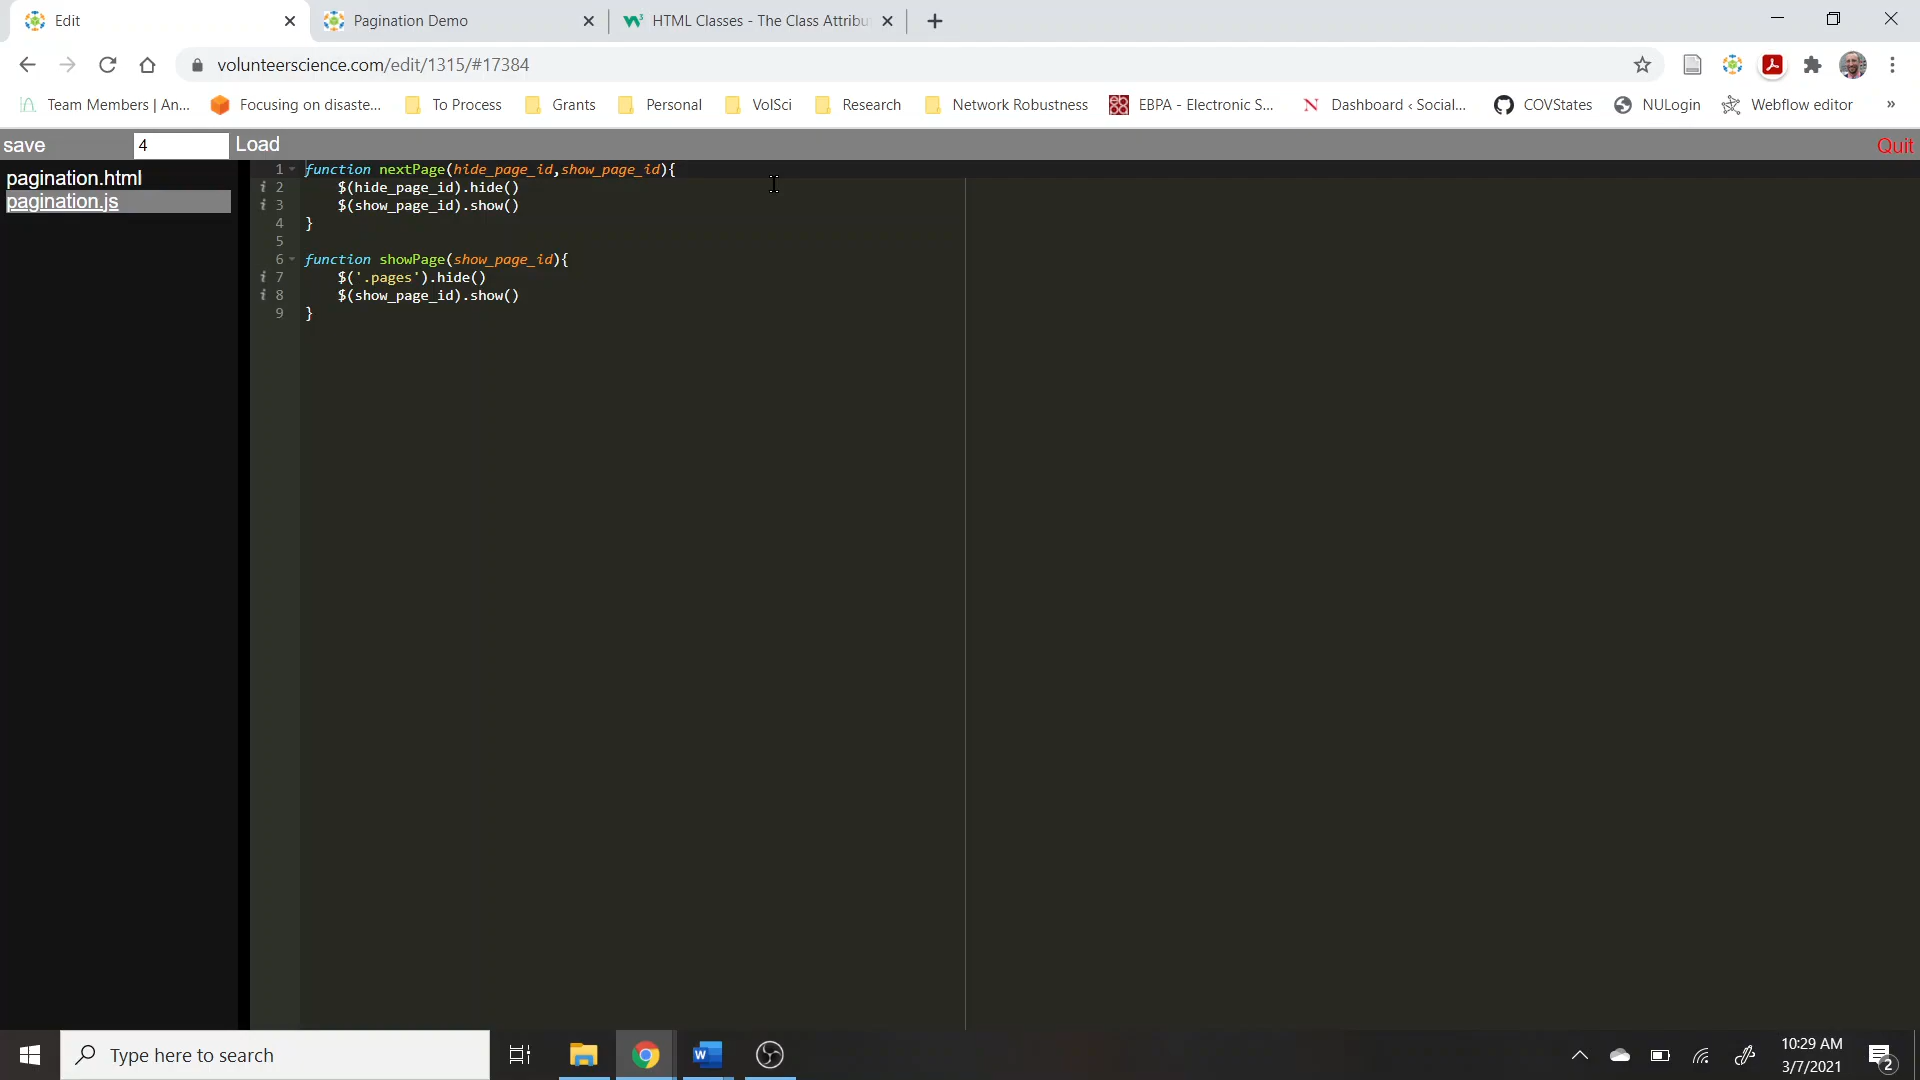 Edit
Pagination Demo
HTML Classes - The Class Attribu
volunteerscience.com/edit/1315/#17384
Team Members | An...
Focusing on disaste...
To Process
Grants
Personal
VolSci
Research
Network Robustness
EBPA - Electronic S...
Dashboard ‹ Social...
COVStates
NULogin
Webflow editor
»
save
4
Load
Quit
pagination.html
pagination.js
1 function nextPage(hide_page_id,show_page_id){
i 2 $(hide_page_id).hide()
i 3 $(show_page_id).show()
4 }
5
6 function showPage(show_page_id){
i 7 $('.pages').hide()
i 8 $(show_page_id).show()
9 }
Type here to search
10:29 AM
3/7/2021
2